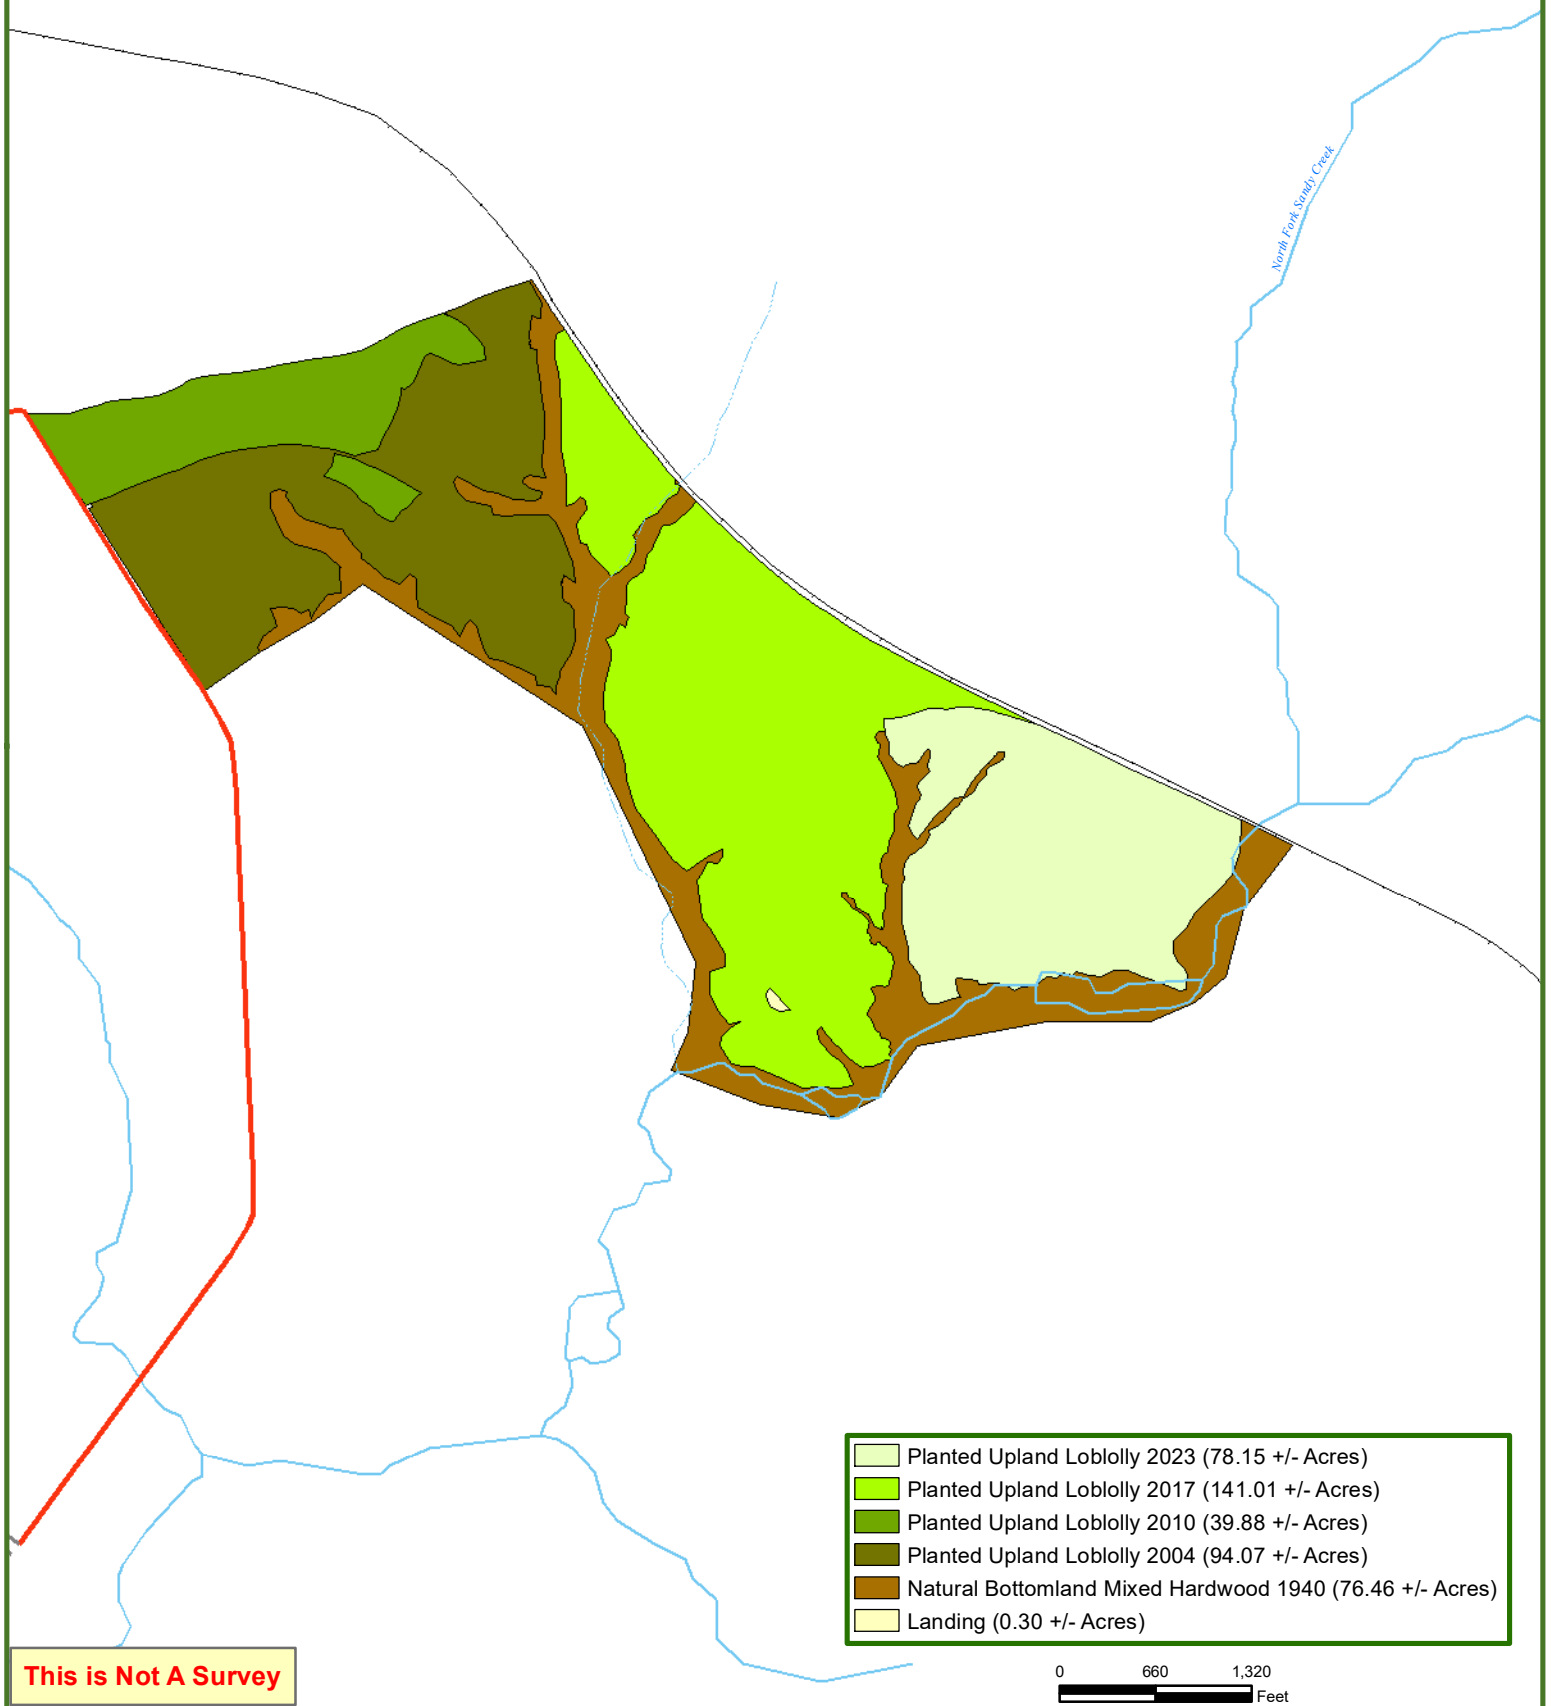 North Fork Sandy Creek
Planted Upland Loblolly 2023 (78.15 +/- Acres)
Planted Upland Loblolly 2017 (141.01 +/- Acres)
Planted Upland Loblolly 2010 (39.88 +/- Acres)
Planted Upland Loblolly 2004 (94.07 +/- Acres)
Natural Bottomland Mixed Hardwood 1940 (76.46 +/- Acres)
Landing (0.30 +/- Acres)
This is Not A Survey
0 660 1,320
Feet